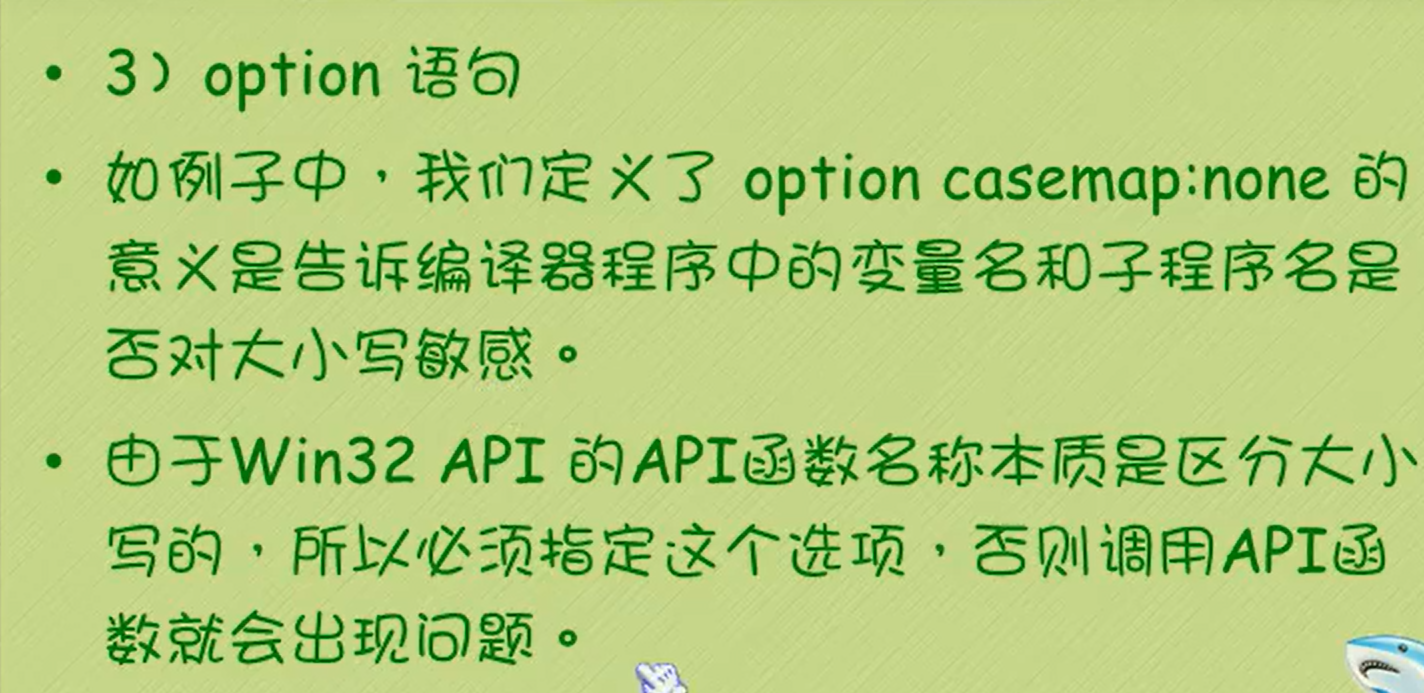 • 3）option 语句
• 如例子中，我们定义了 option casemap:none 的
意义是告诉编译器程序中的变量名和子程序名是
否对大小写敏感。
• 由于Win32 API 的API函数名称本质是区分大小
写的，所以必须指定这个选项，否则调用API函
数就会出现问题。